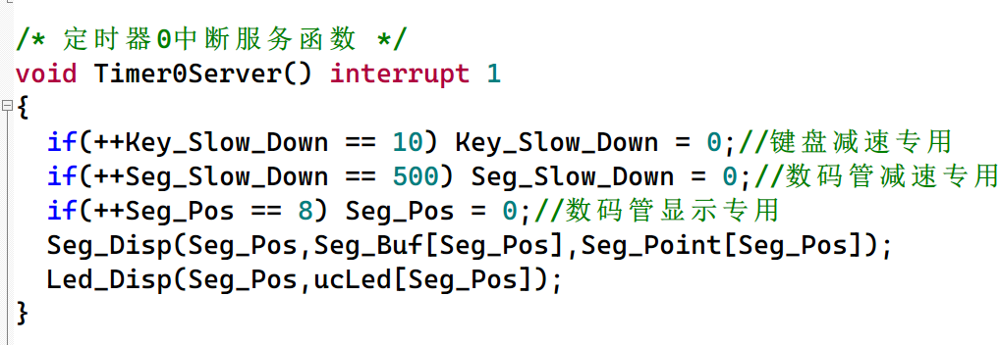 /* 定时器0中断服务函数 */
void Timer0Server() interrupt 1
{
  if(++Key_Slow_Down == 10) Key_Slow_Down = 0;//键盘减速专用
  if(++Seg_Slow_Down == 500) Seg_Slow_Down = 0;//数码管减速专用
  if(++Seg_Pos == 8) Seg_Pos = 0;//数码管显示专用
  Seg_Disp(Seg_Pos,Seg_Buf[Seg_Pos],Seg_Point[Seg_Pos]);
  Led_Disp(Seg_Pos,ucLed[Seg_Pos]);
}